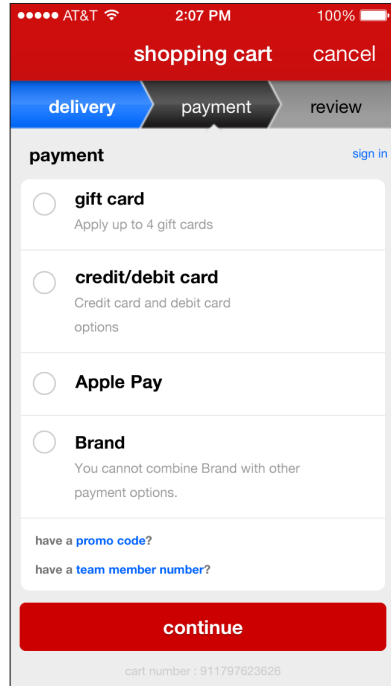 AT&T 2:07 PM 100%
shopping cart cancel
delivery payment review
payment sign in
gift card
Apply up to 4 gift cards
credit/debit card
Credit card and debit card
options
Apple Pay
Brand
You cannot combine Brand with other
payment options.
have a promo code?
have a team member number?
continue
cart number : 911797623626